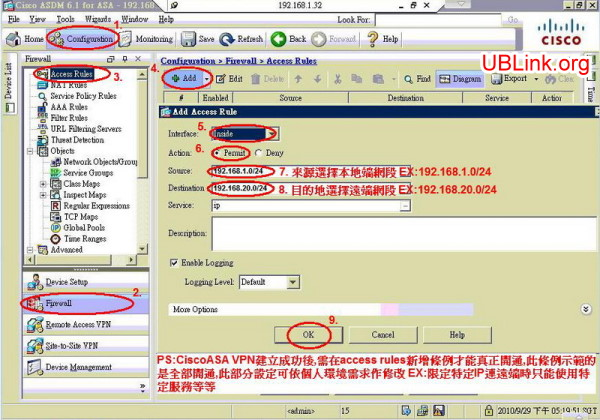 Cisco ASDM 6.1 for ASA - 192.168
192.168.1.32
File View Tools Wizards Window Help
Look For:
Go
1.
Home Configuration Monitoring Save Refresh Back Forward Help
CISCO
Device List
Firewall
Configuration > Firewall > Access Rules
UBLink.org
3.
4.
Access Rules
NAT Rules
Service Policy Rules
AAA Rules
Filter Rules
URL Filtering Servers
Threat Detection
Objects
Network Objects/Group
Service Groups
Class Maps
Inspect Maps
Regular Expressions
TCP Maps
Global Pools
Time Ranges
Advanced
Add Edit Delete Find Diagram Export
# Enabled Source Destination Service Action
Add Access Rule
5.
Interface: inside
6.
Action: Permit Deny
Source: 192.168.1.0/24 7. 來源選擇本地端網段 EX:192.168.1.0/24
Destination 192.168.20.0/24 8. 目的地選擇遠端網段 EX:192.168.20.0/24
Service: ip
Description:
Enable Logging
Logging Level: Default
More Options
9.
OK Cancel Help
Device Setup
2.
Firewall
Remote Access VPN
Site-to-Site VPN
Device Management
PS:CiscoASA VPN建立成功後,需在access rules新增條例才能真正開通,此條例示範的
是全部開通,此部分設定可依個人環境需求作修改 EX:限定特定IP連遠端時只能使用特
定服務等等
<admin> 15 2010/9/29 下午 05:19:51 CST